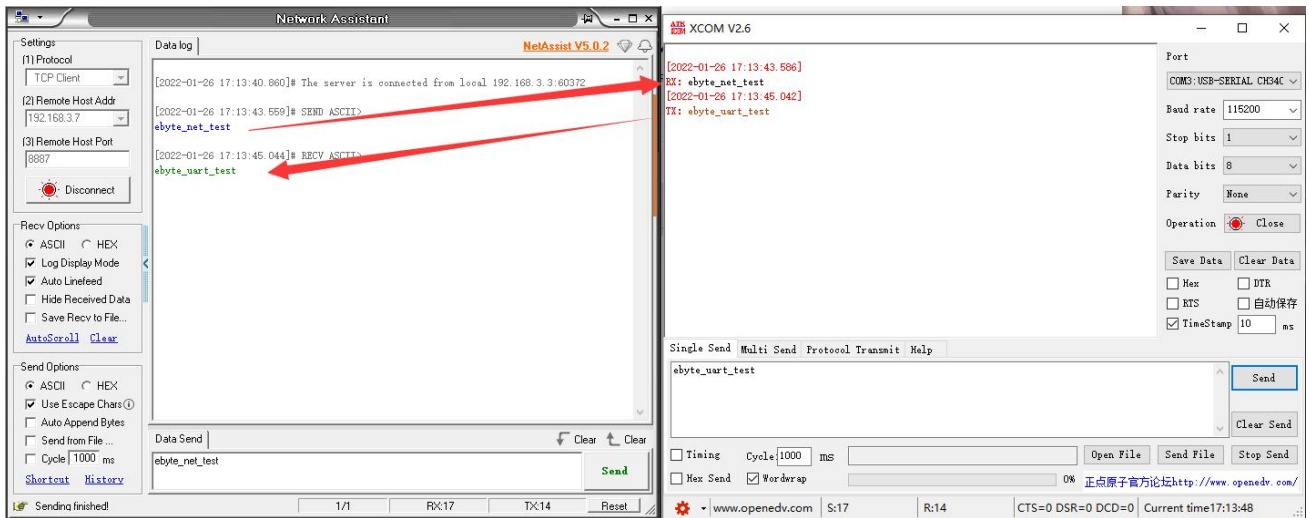 Network Assistant
Settings
(1) Protocol
TCP Client
(2) Remote Host Addr
192.168.3.7
(3) Remote Host Port
8887
Disconnect
Recv Options
ASCII HEX
Log Display Mode
Auto Linefeed
Hide Received Data
Save Recv to File...
AutoScroll Clear
Send Options
ASCII HEX
Use Escape Chars
Auto Append Bytes
Send from File ...
Cycle 1000 ms
Shortcut History
Data log
NetAssist V5.0.2
[2022-01-26 17:13:40.860]# The server is connected from local 192.168.3.3:60372
[2022-01-26 17:13:43.559]# SEND ASCII>
ebyte_net_test
[2022-01-26 17:13:45.044]# RECV ASCII>
ebyte_uart_test
Data Send
Clear Clear
ebyte_net_test
Send
Sending finished! 1/1 RX:17 TX:14 Reset
ATK XCOM XCOM V2.6
[2022-01-26 17:13:43.586]
RX: ebyte_net_test
[2022-01-26 17:13:45.042]
TX: ebyte_uart_test
Port
COM3:USB-SERIAL CH34C
Baud rate 115200
Stop bits 1
Data bits 8
Parity None
Operation Close
Save Data Clear Data
Hex DTR
RTS 自动保存
TimeStamp 10 ms
Single Send Multi Send Protocol Transmit Help
ebyte_uart_test
Send
Clear Send
Timing Cycle: 1000 ms Open File Send File Stop Send
Hex Send Wordwrap 0% 正点原子官方论坛http://www.openedv.com/
www.openedv.com S:17 R:14 CTS=0 DSR=0 DCD=0 Current time17:13:48